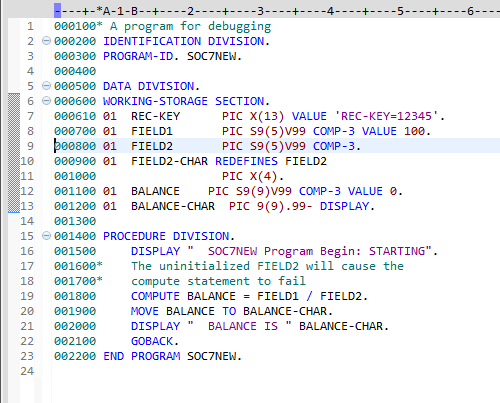 ----+-*A-1-B--+----2----+----3----+----4----+----5----+----6----
1 000100* A program for debugging
2 000200 IDENTIFICATION DIVISION.
3 000300 PROGRAM-ID. SOC7NEW.
4 000400
5 000500 DATA DIVISION.
6 000600 WORKING-STORAGE SECTION.
7 000610 01  REC-KEY      PIC X(13) VALUE 'REC-KEY=12345'.
8 000700 01  FIELD1       PIC S9(5)V99 COMP-3 VALUE 100.
9 000800 01  FIELD2       PIC S9(5)V99 COMP-3.
10 000900 01  FIELD2-CHAR REDEFINES FIELD2
11 001000                  PIC X(4).
12 001100 01  BALANCE    PIC S9(9)V99 COMP-3 VALUE 0.
13 001200 01  BALANCE-CHAR  PIC 9(9).99- DISPLAY.
14 001300
15 001400 PROCEDURE DIVISION.
16 001500     DISPLAY "  SOC7NEW Program Begin: STARTING".
17 001600*    The uninitialized FIELD2 will cause the
18 001700*    compute statement to fail
19 001800     COMPUTE BALANCE = FIELD1 / FIELD2.
20 001900     MOVE BALANCE TO BALANCE-CHAR.
21 002000     DISPLAY "  BALANCE IS " BALANCE-CHAR.
22 002100     GOBACK.
23 002200 END PROGRAM SOC7NEW.
24